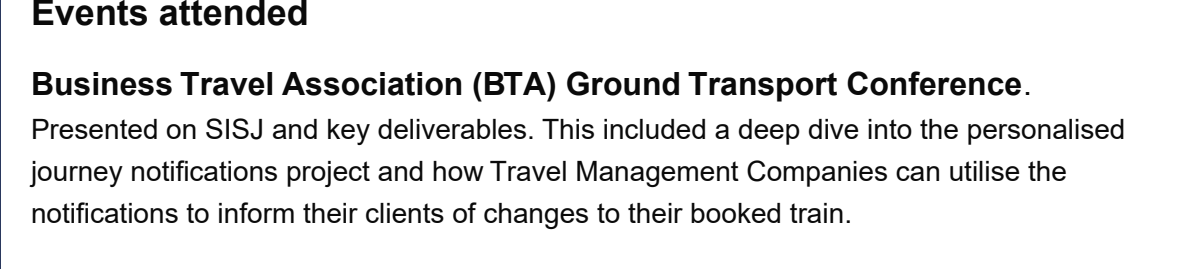 Events attended
Business Travel Association (BTA) Ground Transport Conference.
Presented on SISJ and key deliverables. This included a deep dive into the personalised
journey notifications project and how Travel Management Companies can utilise the
notifications to inform their clients of changes to their booked train.